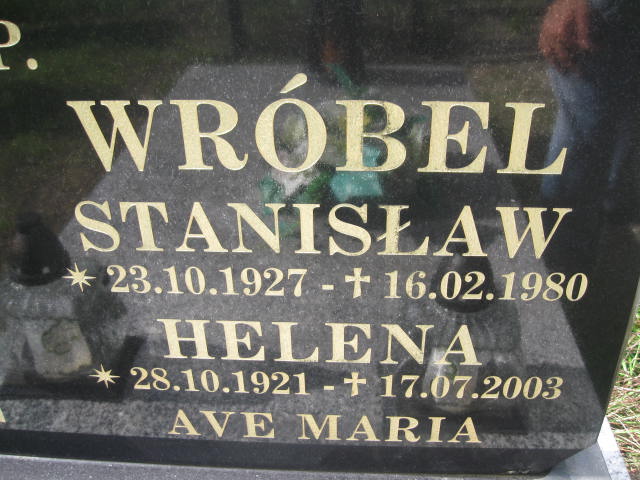 P.
WRÓBEL
STANISŁAW
✴ 23.10.1927 - ✝ 16.02.1980
HELENA
✴ 28.10.1921 - ✝ 17.07.2003
AVE MARIA